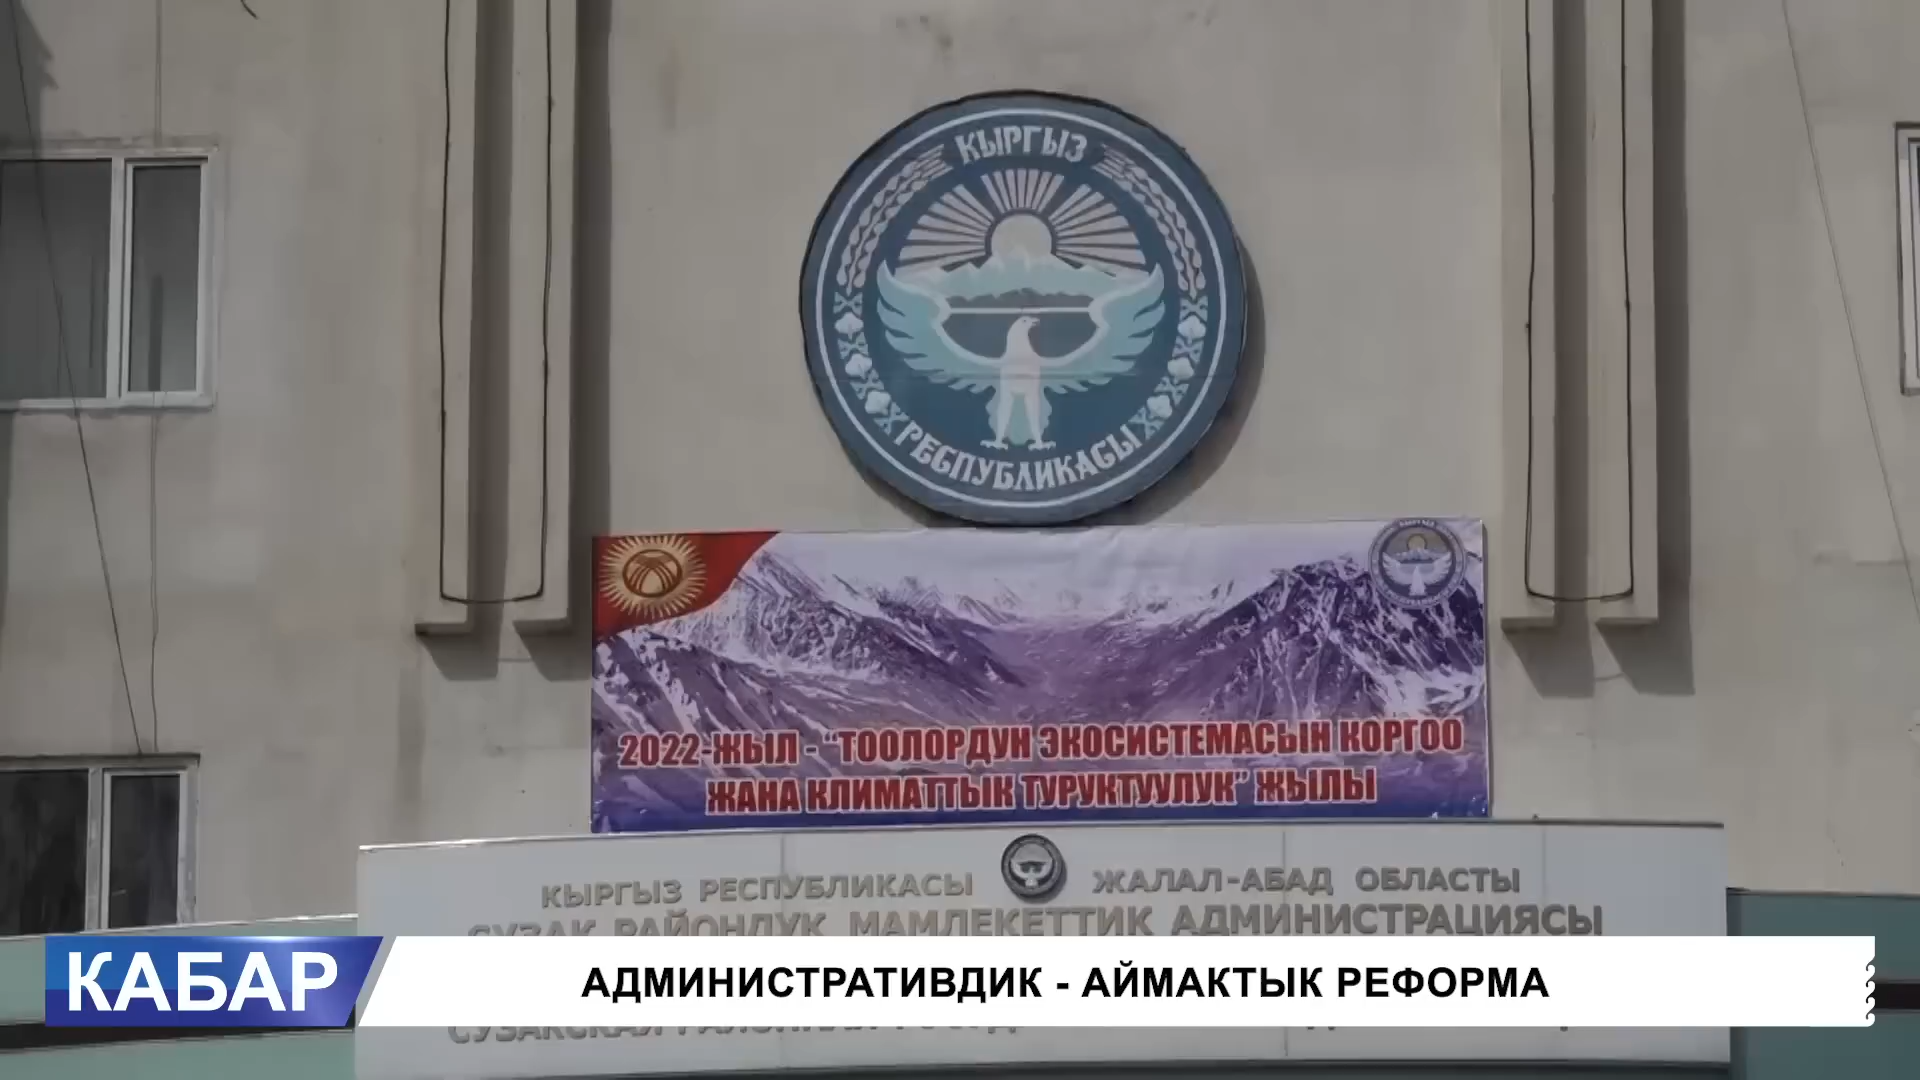 КЫРГЫЗ
РЕСПУБЛИКАСЫ
2022-ЖЫЛ - “ТООЛОРДУН ЭКОСИСТЕМАСЫН КОРГОО
ЖАНА КЛИМАТТЫК ТУРУКТУУЛУК” ЖЫЛЫ
КЫРГЫЗ РЕСПУБЛИКАСЫ ЖАЛАЛ-АБАД ОБЛАСТЫ
СУЗАК РАЙОНДУК МАМЛЕКЕТТИК АДМИНИСТРАЦИЯСЫ
КАБАР
АДМИНИСТРАТИВДИК - АЙМАКТЫК РЕФОРМА